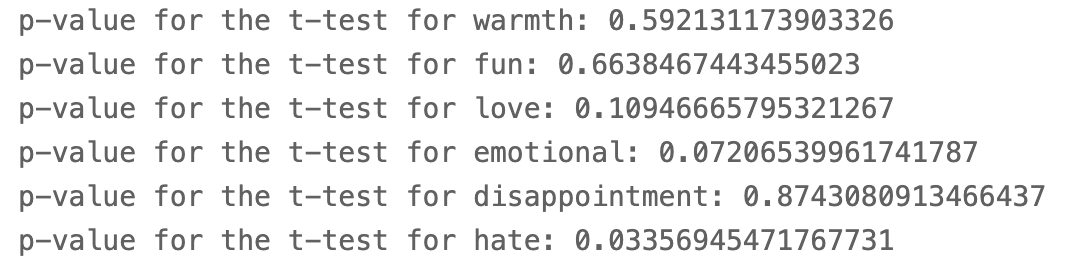 p-value for the t-test for warmth: 0.592131173903326
p-value for the t-test for fun: 0.6638467443455023
p-value for the t-test for love: 0.10946665795321267
p-value for the t-test for emotional: 0.07206539961741787
p-value for the t-test for disappointment: 0.8743080913466437
p-value for the t-test for hate: 0.03356945471767731